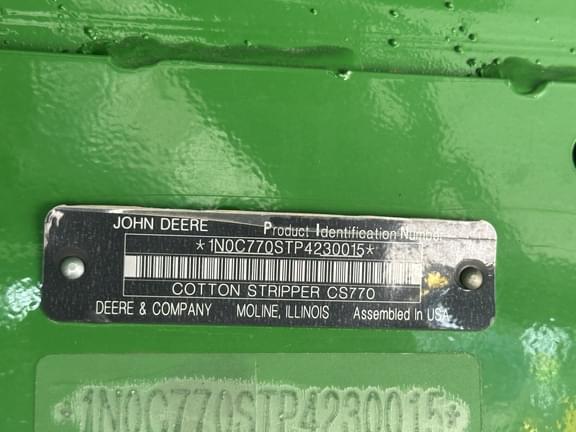 JOHN DEERE Product Identification Number
*1N0C770STP4230015*
COTTON STRIPPER CS770
DEERE & COMPANY MOLINE, ILLINOIS Assembled In USA
*1N0C770STP4230015*